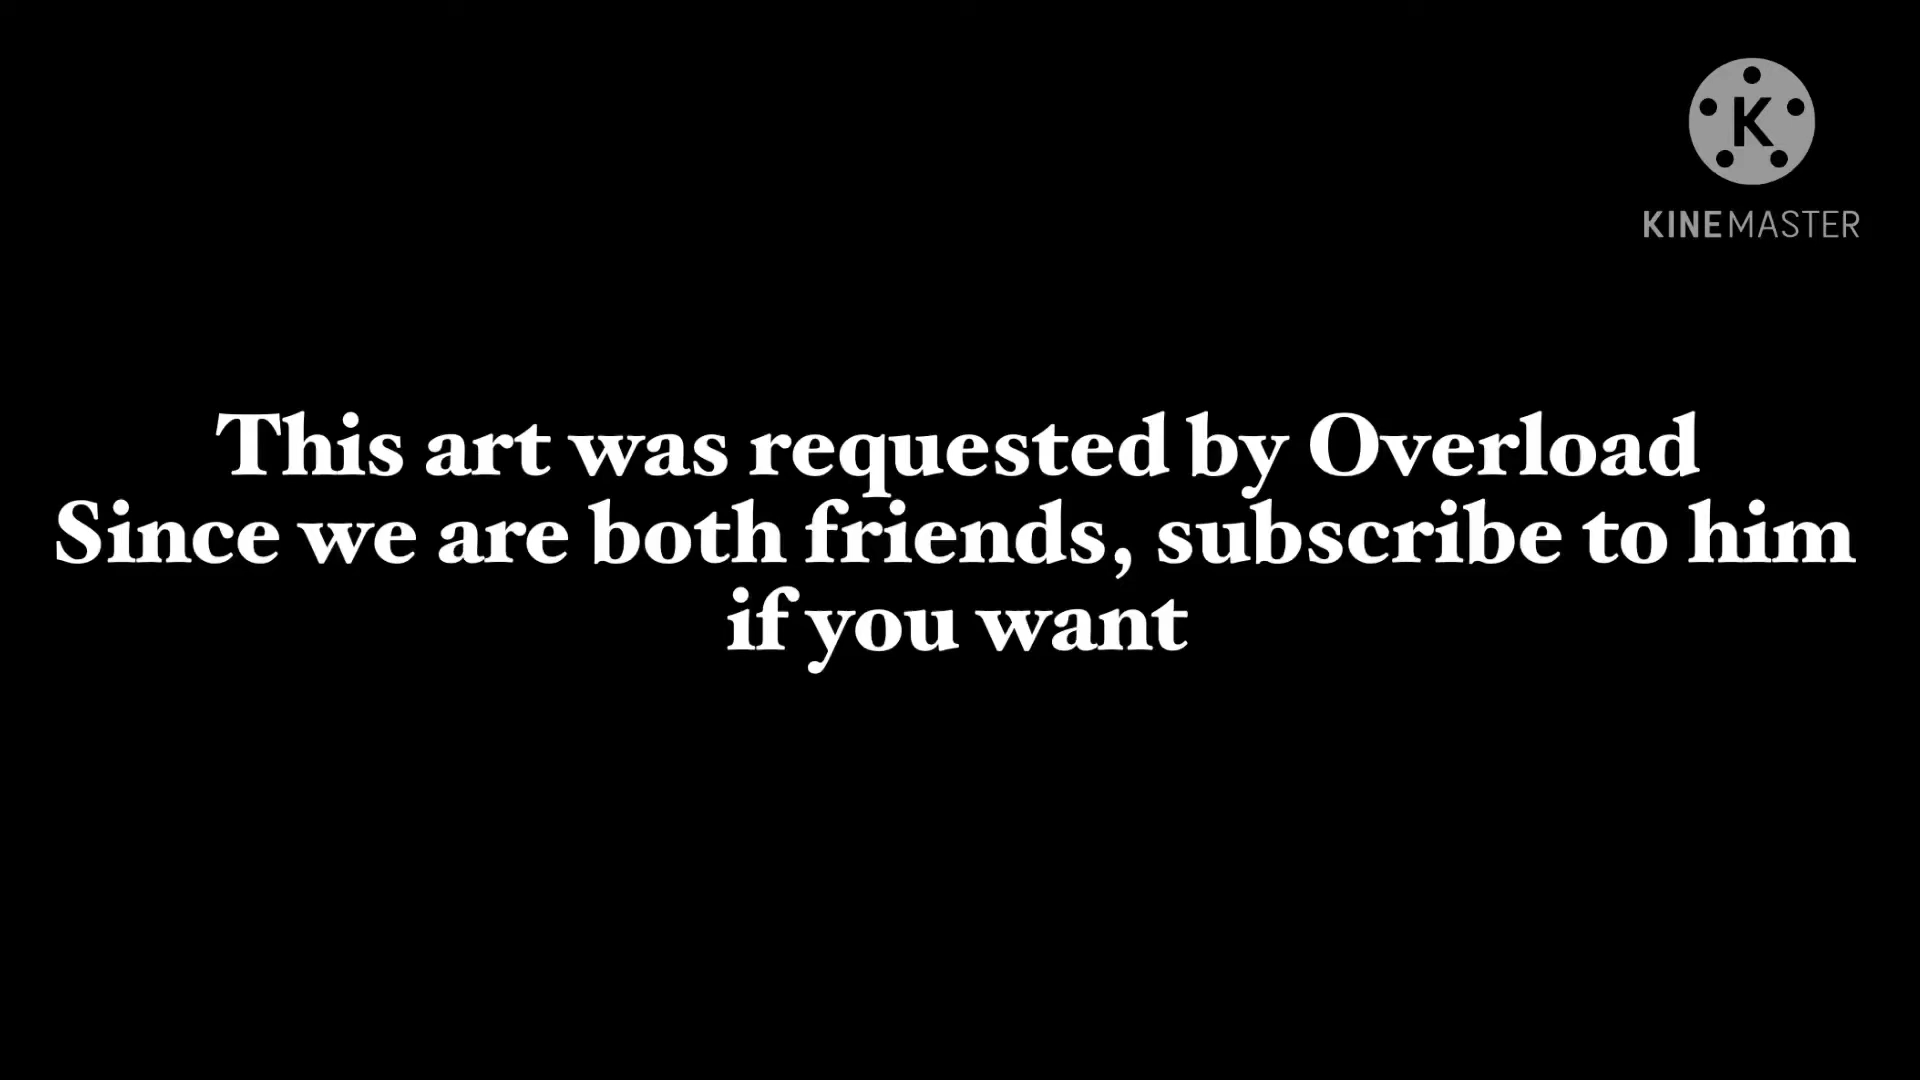 K
KINEMASTER
This art was requested by Overload
Since we are both friends, subscribe to him
if you want